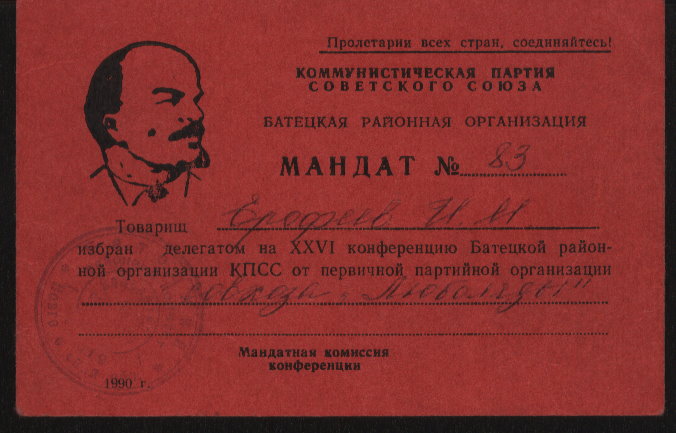 Пролетарии всех стран, соединяйтесь!
КОММУНИСТИЧЕСКАЯ ПАРТИЯ
СОВЕТСКОГО СОЮЗА
БАТЕЦКАЯ РАЙОННАЯ ОРГАНИЗАЦИЯ
МАНДАТ № 83
Товарищ Ерофеев Н И
избран делегатом на XXVI конференцию Батецкой район-
ной организации КПСС от первичной партийной организации
совхоза
Мандатная комиссия
конференции
1990 г.